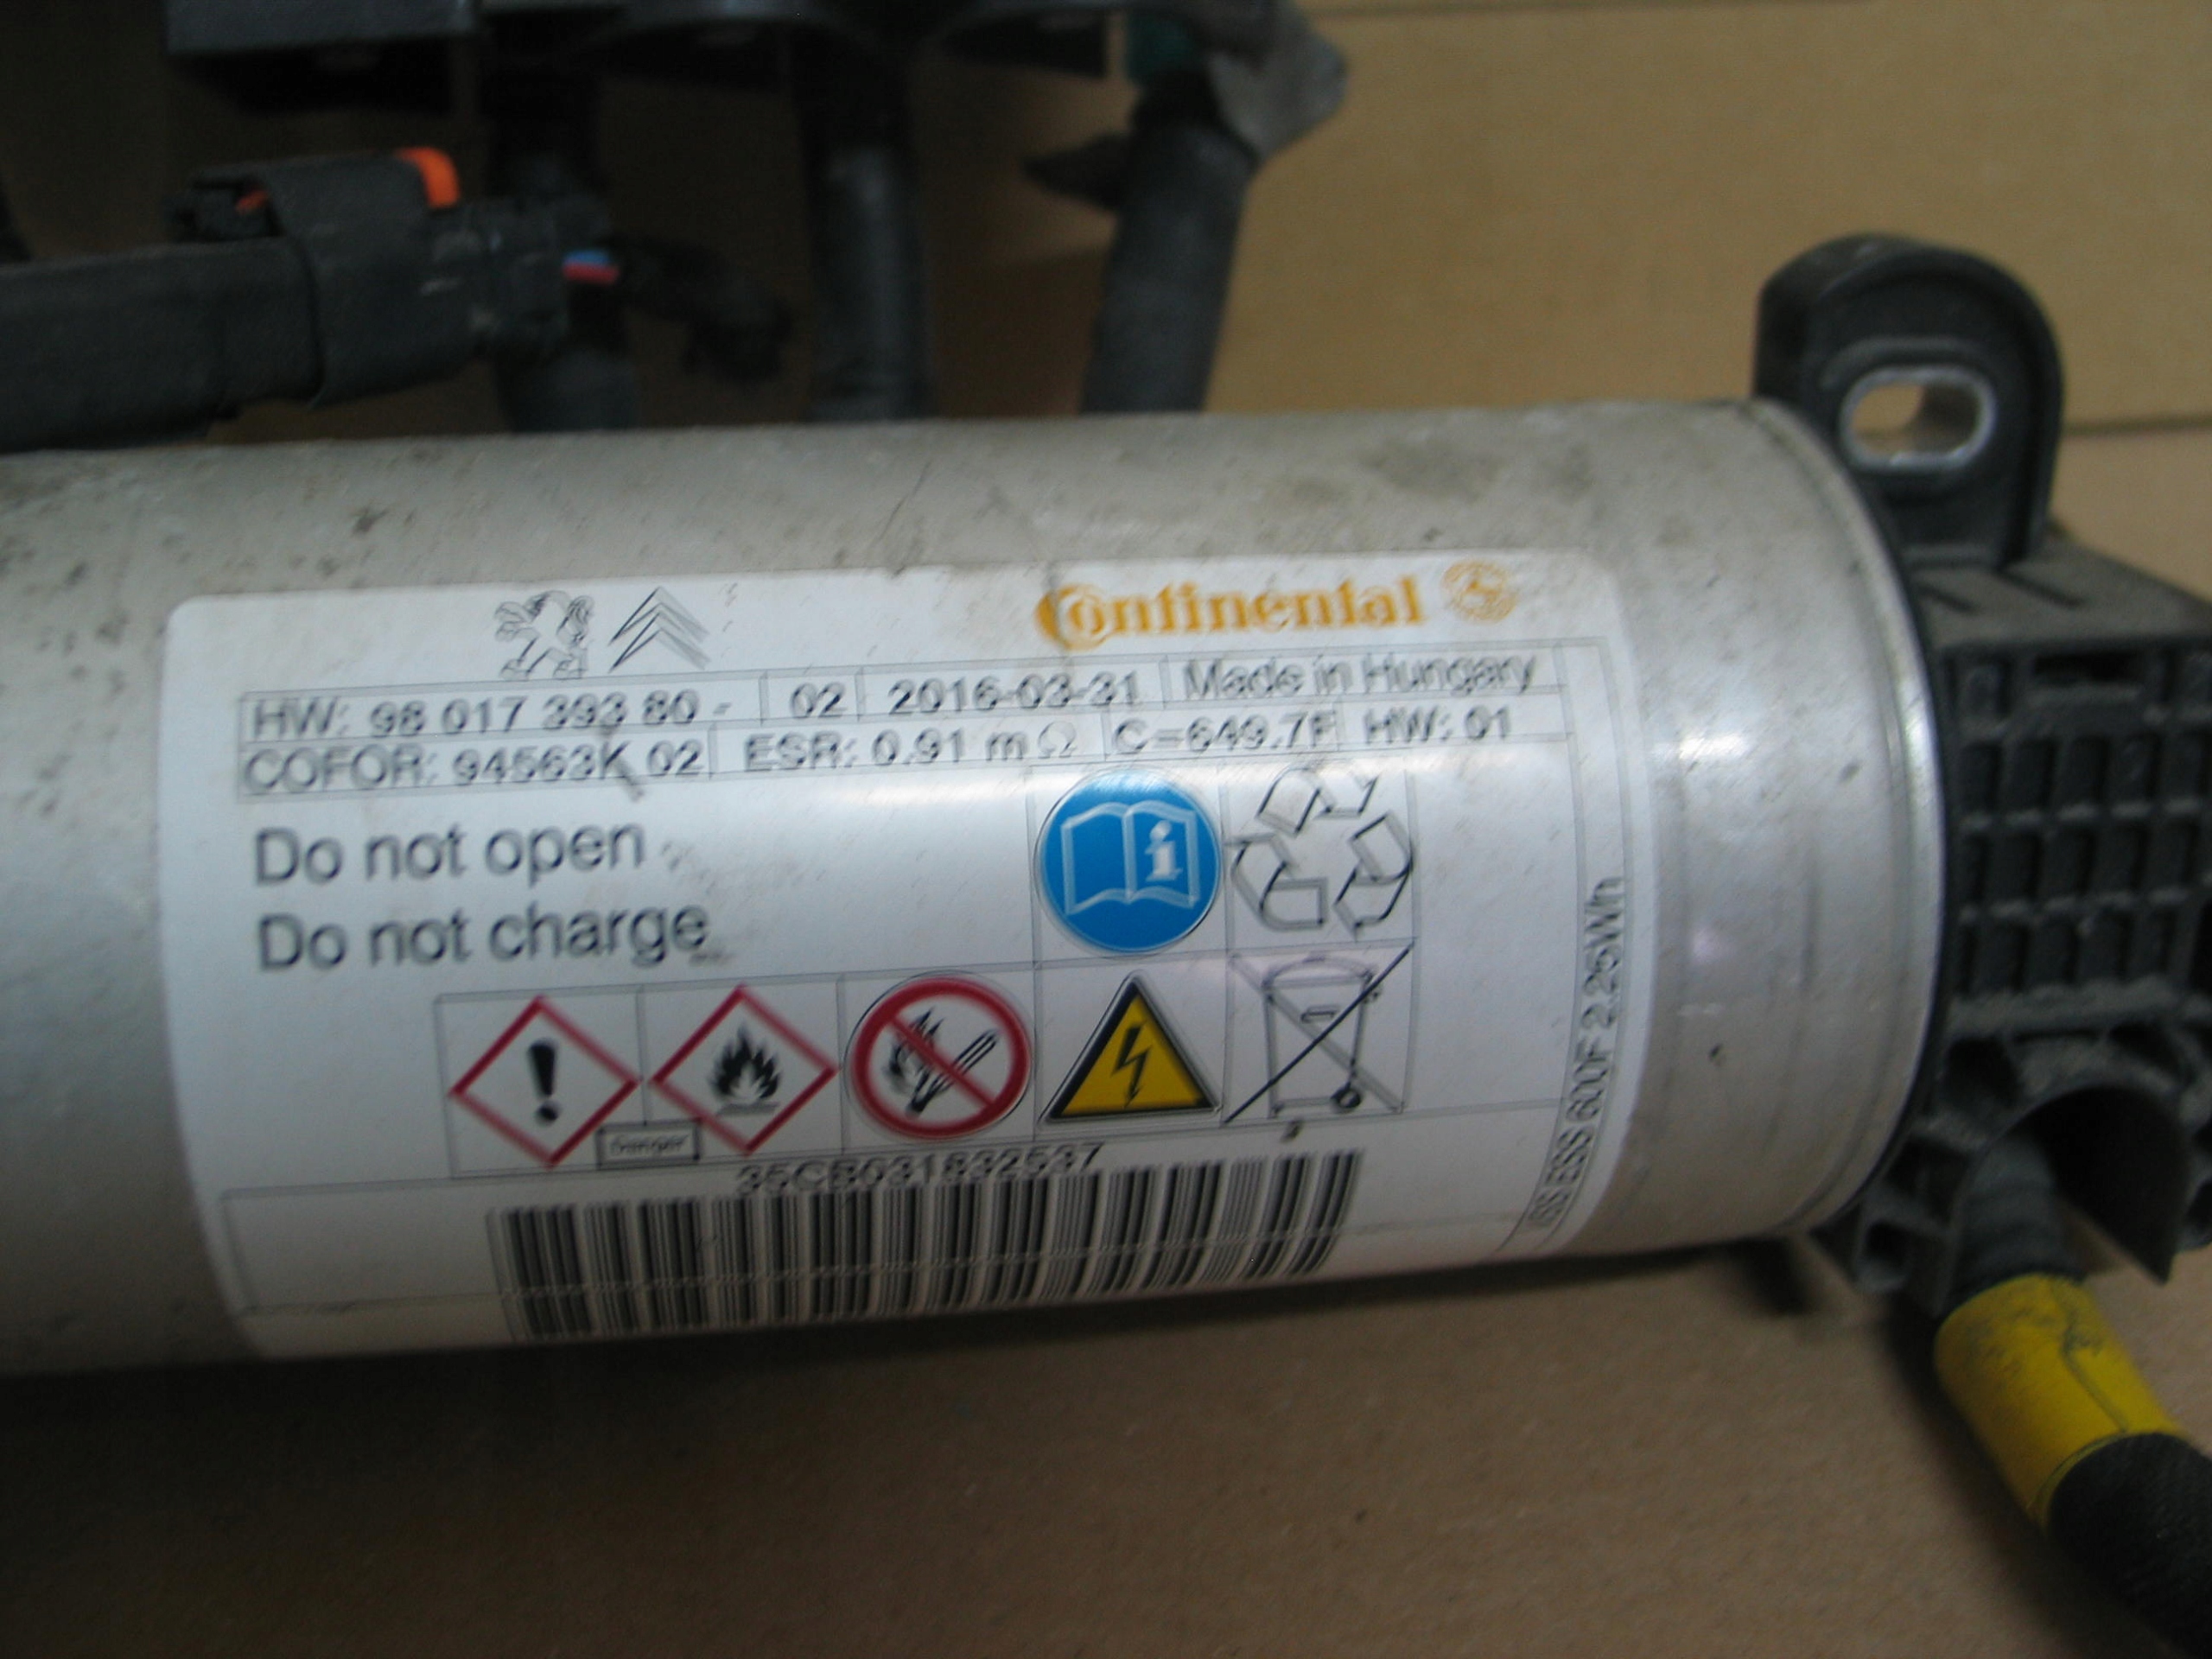 Continental
HW: 98 017 393 80 - 02 2016-03-31 Made in Hungary
COFOR: 94563K 02 ESR: 0.91 mΩ C=649.7F HW: 01
Do not open
Do not charge
Danger
35CB031832537
ESS 600F 2.25Wh